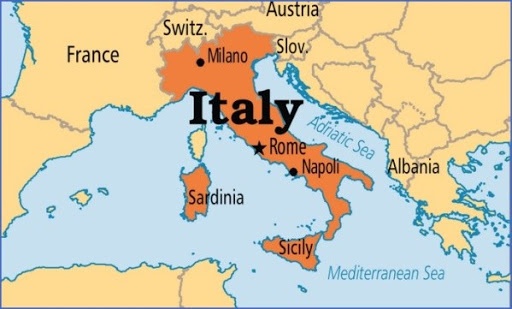 Austria
Switz.
France
Milano
Slov.
Italy
Adriatic Sea
Rome
Napoli
Albania
Sardinia
Sicily
Mediterranean Sea